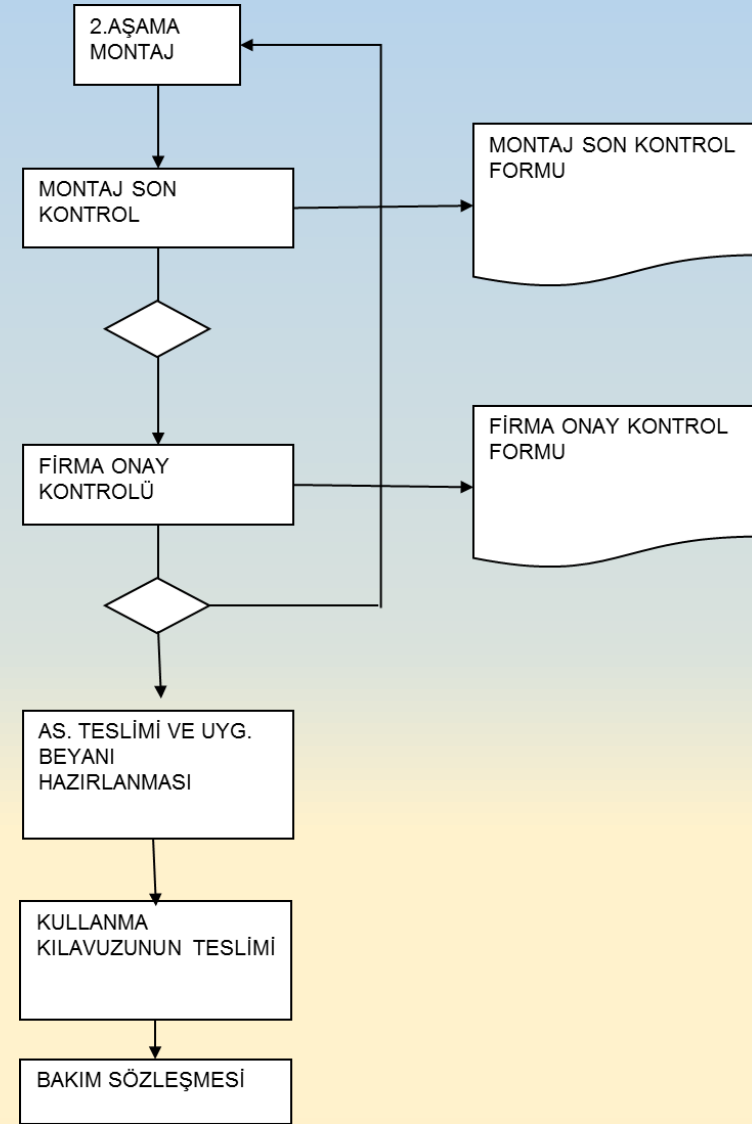 2.AŞAMA
MONTAJ
MONTAJ SON
KONTROL
MONTAJ SON KONTROL
FORMU
FİRMA ONAY
KONTROLÜ
FİRMA ONAY KONTROL
FORMU
AS. TESLİMİ VE UYG.
BEYANI
HAZIRLANMASI
KULLANMA
KILAVUZUNUN TESLİMİ
BAKIM SÖZLEŞMESİ